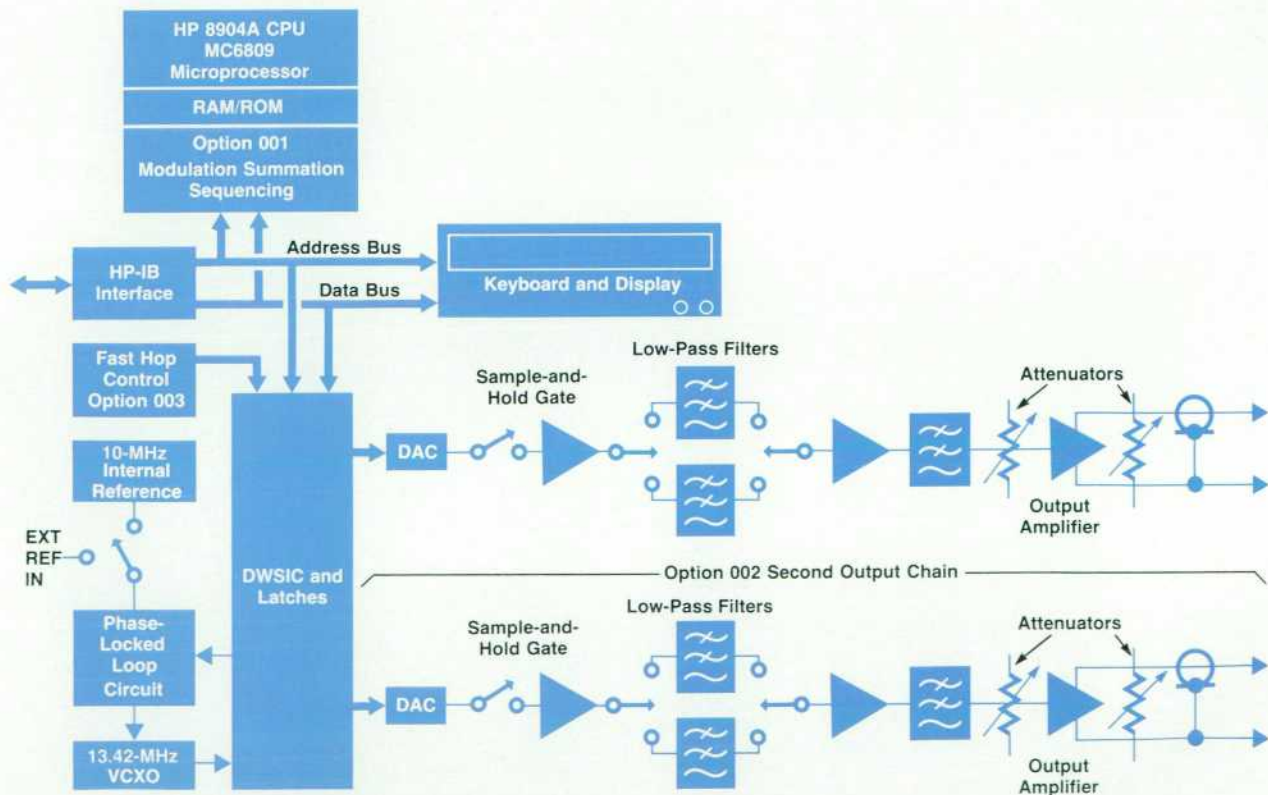 HP 8904A CPU
MC6809
Microprocessor
RAM/ROM
Option 001
Modulation Summation
Sequencing
HP-IB
Interface
Address Bus
Data Bus
Keyboard and Display
Fast Hop
Control
Option 003
10-MHz
Internal
Reference
EXT
REF
IN
Phase-
Locked
Loop
Circuit
13.42-MHz
VCXO
DWSIC and
Latches
DAC
Sample-and-
Hold Gate
Low-Pass Filters
Attenuators
Output
Amplifier
Option 002 Second Output Chain
DAC
Sample-and-
Hold Gate
Low-Pass Filters
Attenuators
Output
Amplifier